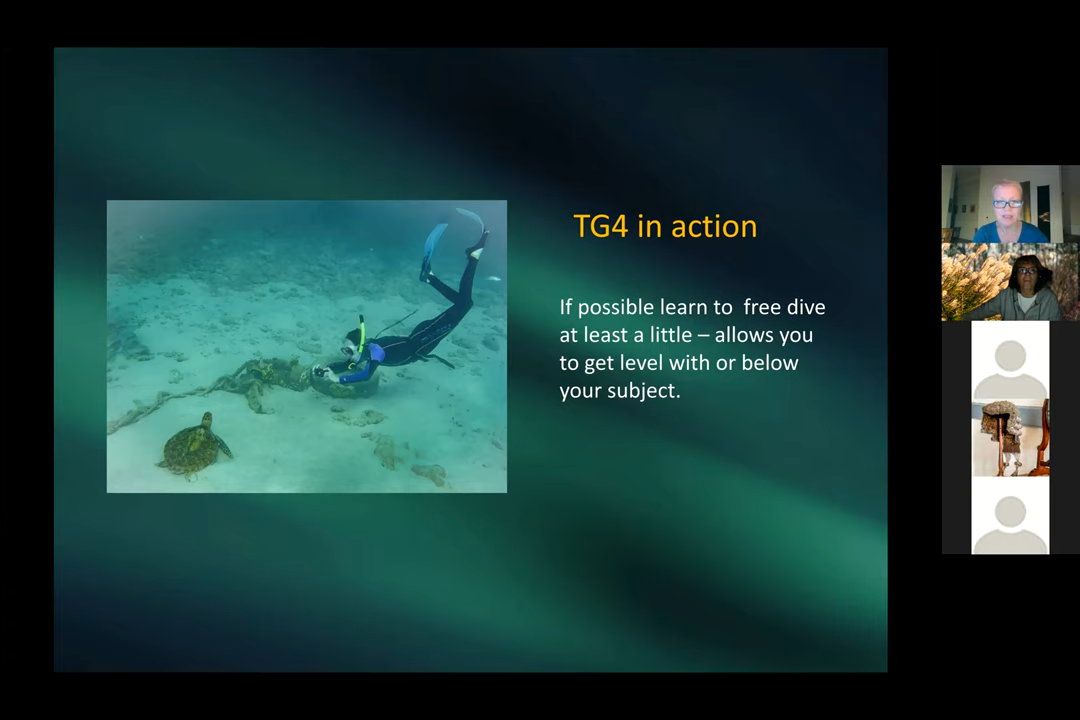 TG4 in action
If possible learn to  free dive
at least a little – allows you
to get level with or below
your subject.